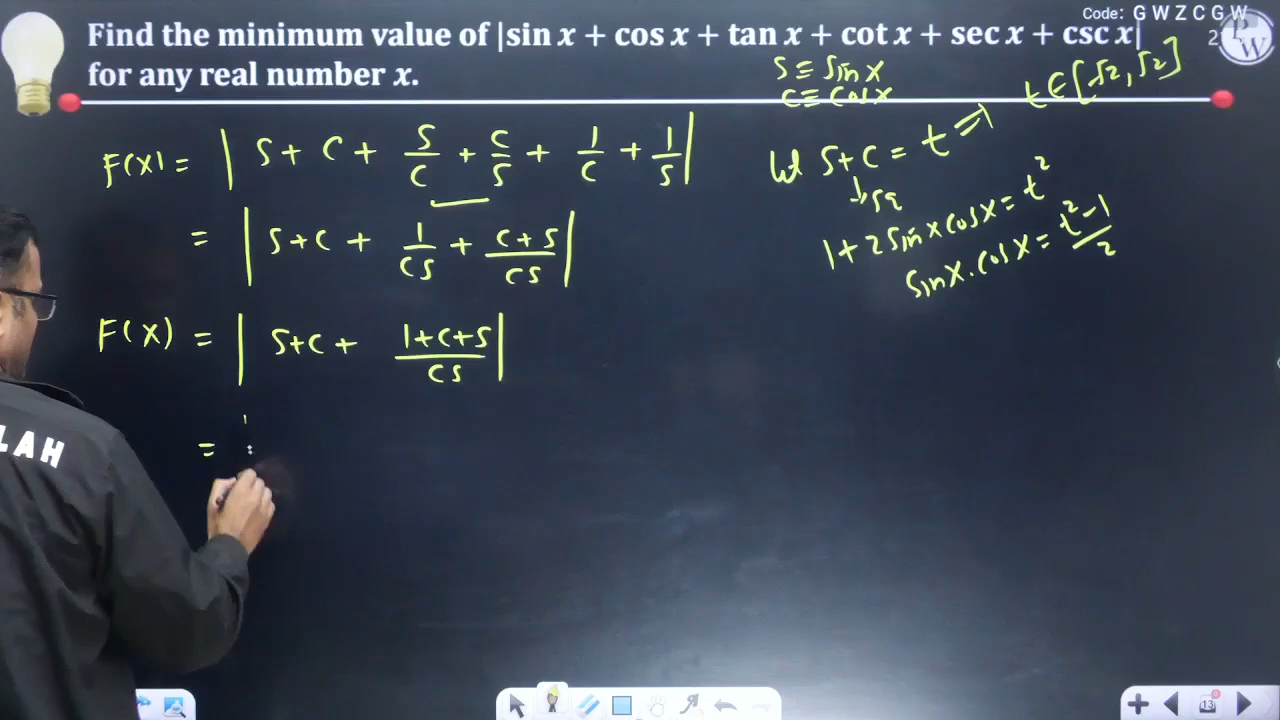 Code: G W Z C G W
Find the minimum value of |sin x + cos x + tan x + cot x + sec x + csc x|
for any real number x.
S ≡ Sin X
C ≡ Cos X
t ∈ [√2, √2]
F(X) = | S + C + S/C + C/S + 1/C + 1/S |
Let S+C = t ⇒
↓ sq
1 + 2 Sin X Cos X = t²
Sin X . Cos X = t²-1/2
= | S+C + 1/CS + C+S/CS |
F(X) = | S+C + 1+C+S/CS |
=
LAH
13